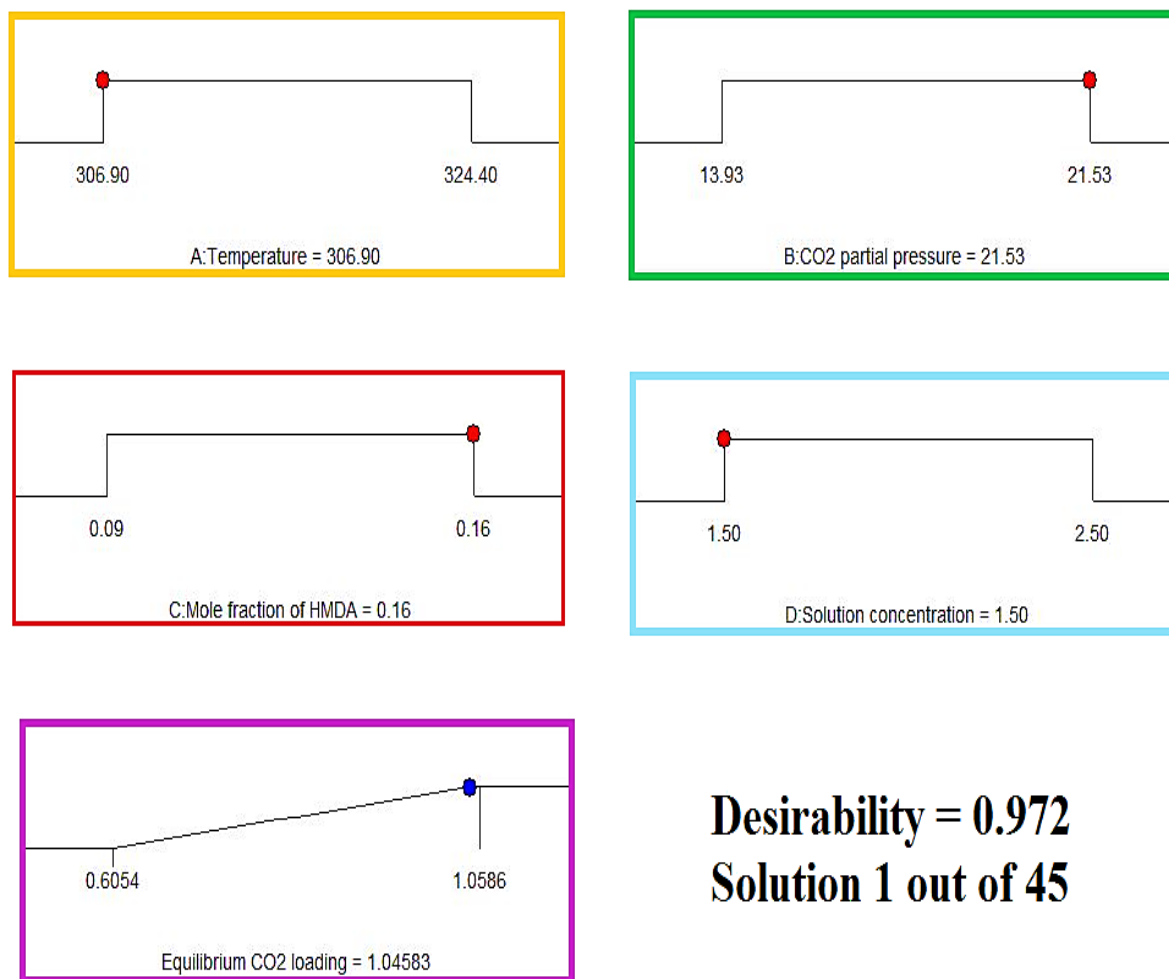 306.90 324.40
A:Temperature = 306.90
13.93 21.53
B:CO2 partial pressure = 21.53
0.09 0.16
C:Mole fraction of HMDA = 0.16
1.50 2.50
D:Solution concentration = 1.50
0.6054 1.0586
Equilibrium CO2 loading = 1.04583
Desirability = 0.972
Solution 1 out of 45